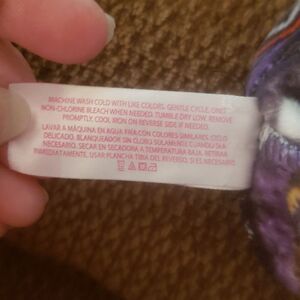 MACHINE WASH COLD WITH LIKE COLORS. GENTLE CYCLE. ONLY
NON-CHLORINE BLEACH WHEN NEEDED. TUMBLE DRY LOW. REMOVE
PROMPTLY. COOL IRON ON REVERSE SIDE IF NEEDED.
LAVAR A MÁQUINA EN AGUA FRÍA CON COLORES SIMILARES. CICLO
DELICADO. BLANQUEADOR SIN CLORO SOLAMENTE CUANDO SEA
NECESARIO. SECAR EN SECADORA A TEMPERATURA BAJA. RETIRAR
INMEDIATAMENTE. USAR PLANCHA TIBIA DEL REVERSO, SI ES NECESARIO.